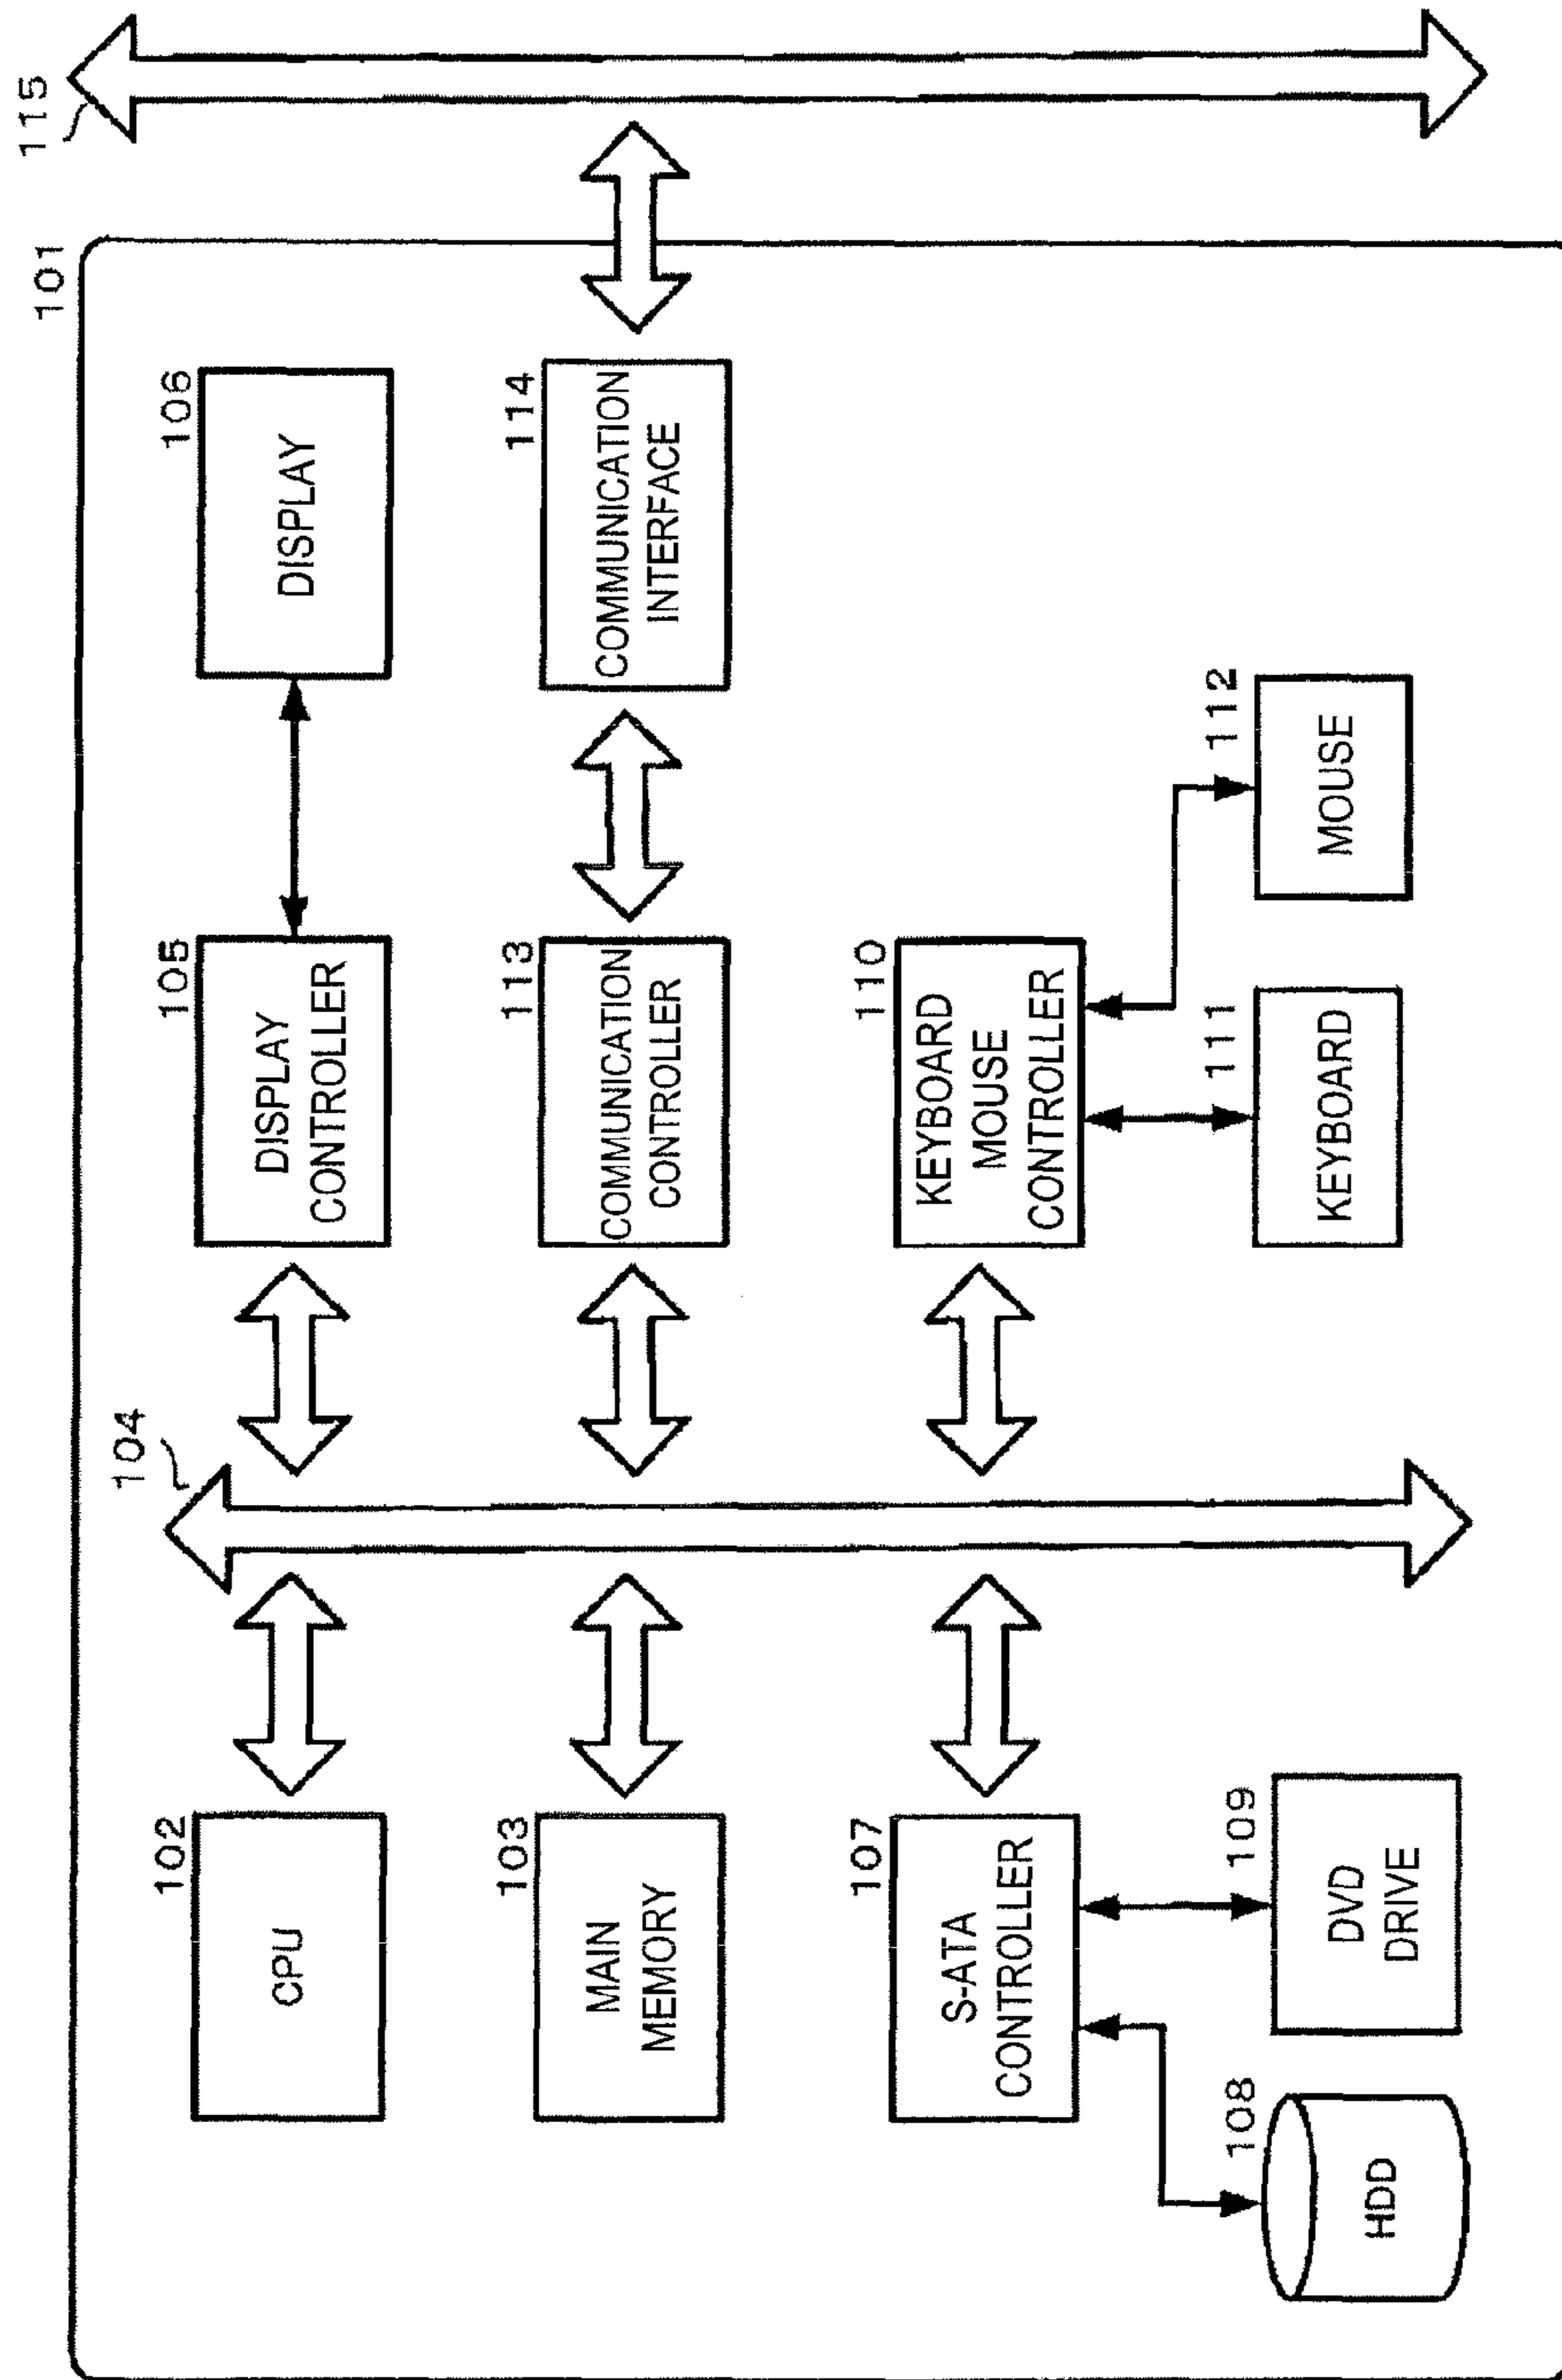 115
101
104
102
CPU
105
DISPLAY
CONTROLLER
106
DISPLAY
103
MAIN
MEMORY
113
COMMUNICATION
CONTROLLER
114
COMMUNICATION
INTERFACE
107
S-ATA
CONTROLLER
110
KEYBOARD
MOUSE
CONTROLLER
108
HDD
109
DVD
DRIVE
111
KEYBOARD
112
MOUSE